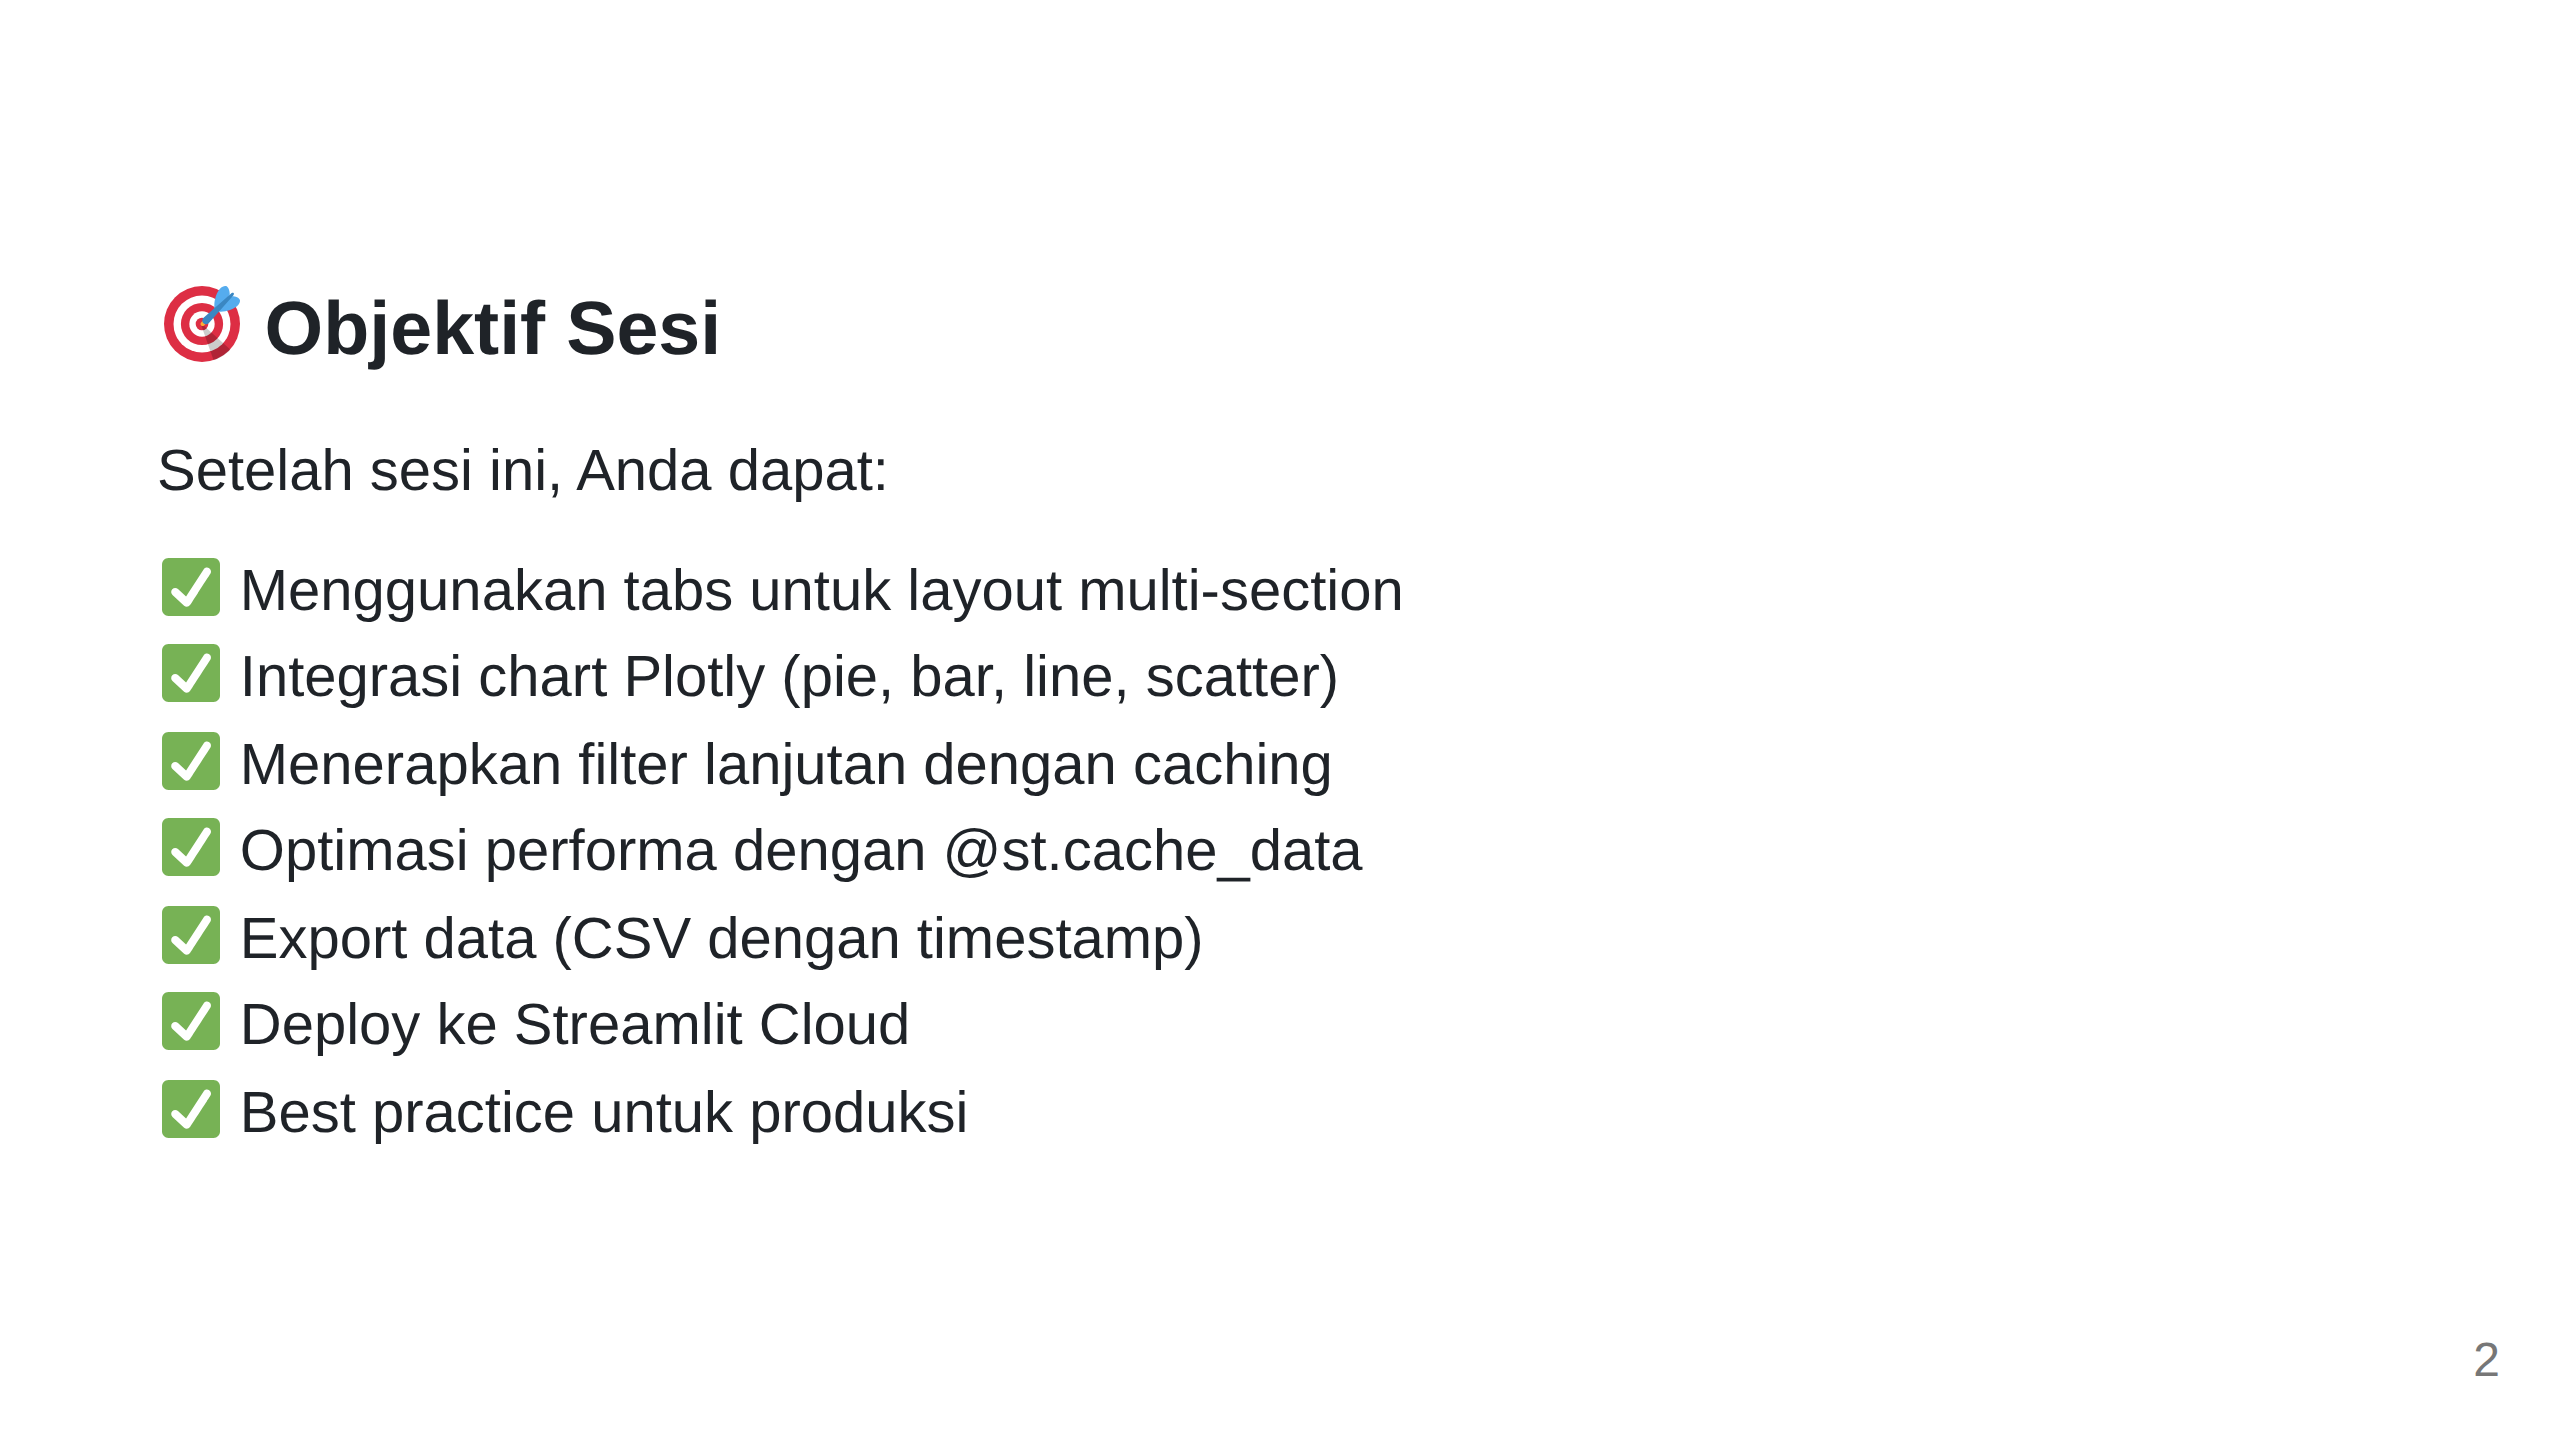 🎯 Objektif Sesi
Setelah sesi ini, Anda dapat:
✅ Menggunakan tabs untuk layout multi-section
✅ Integrasi chart Plotly (pie, bar, line, scatter)
✅ Menerapkan filter lanjutan dengan caching
✅ Optimasi performa dengan @st.cache_data
✅ Export data (CSV dengan timestamp)
✅ Deploy ke Streamlit Cloud
✅ Best practice untuk produksi
2